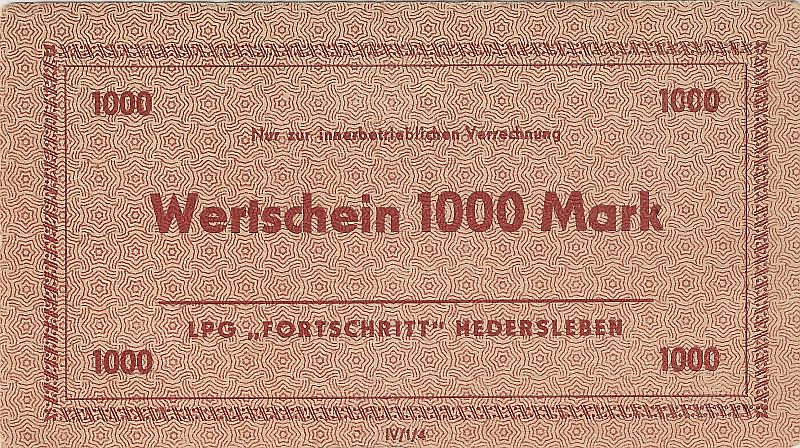 1000 1000
Nur zur innerbetrieblichen Verrechnung
Wertschein 1000 Mark
LPG „FORTSCHRITT" HEDERSLEBEN
1000 1000
IV/1/4